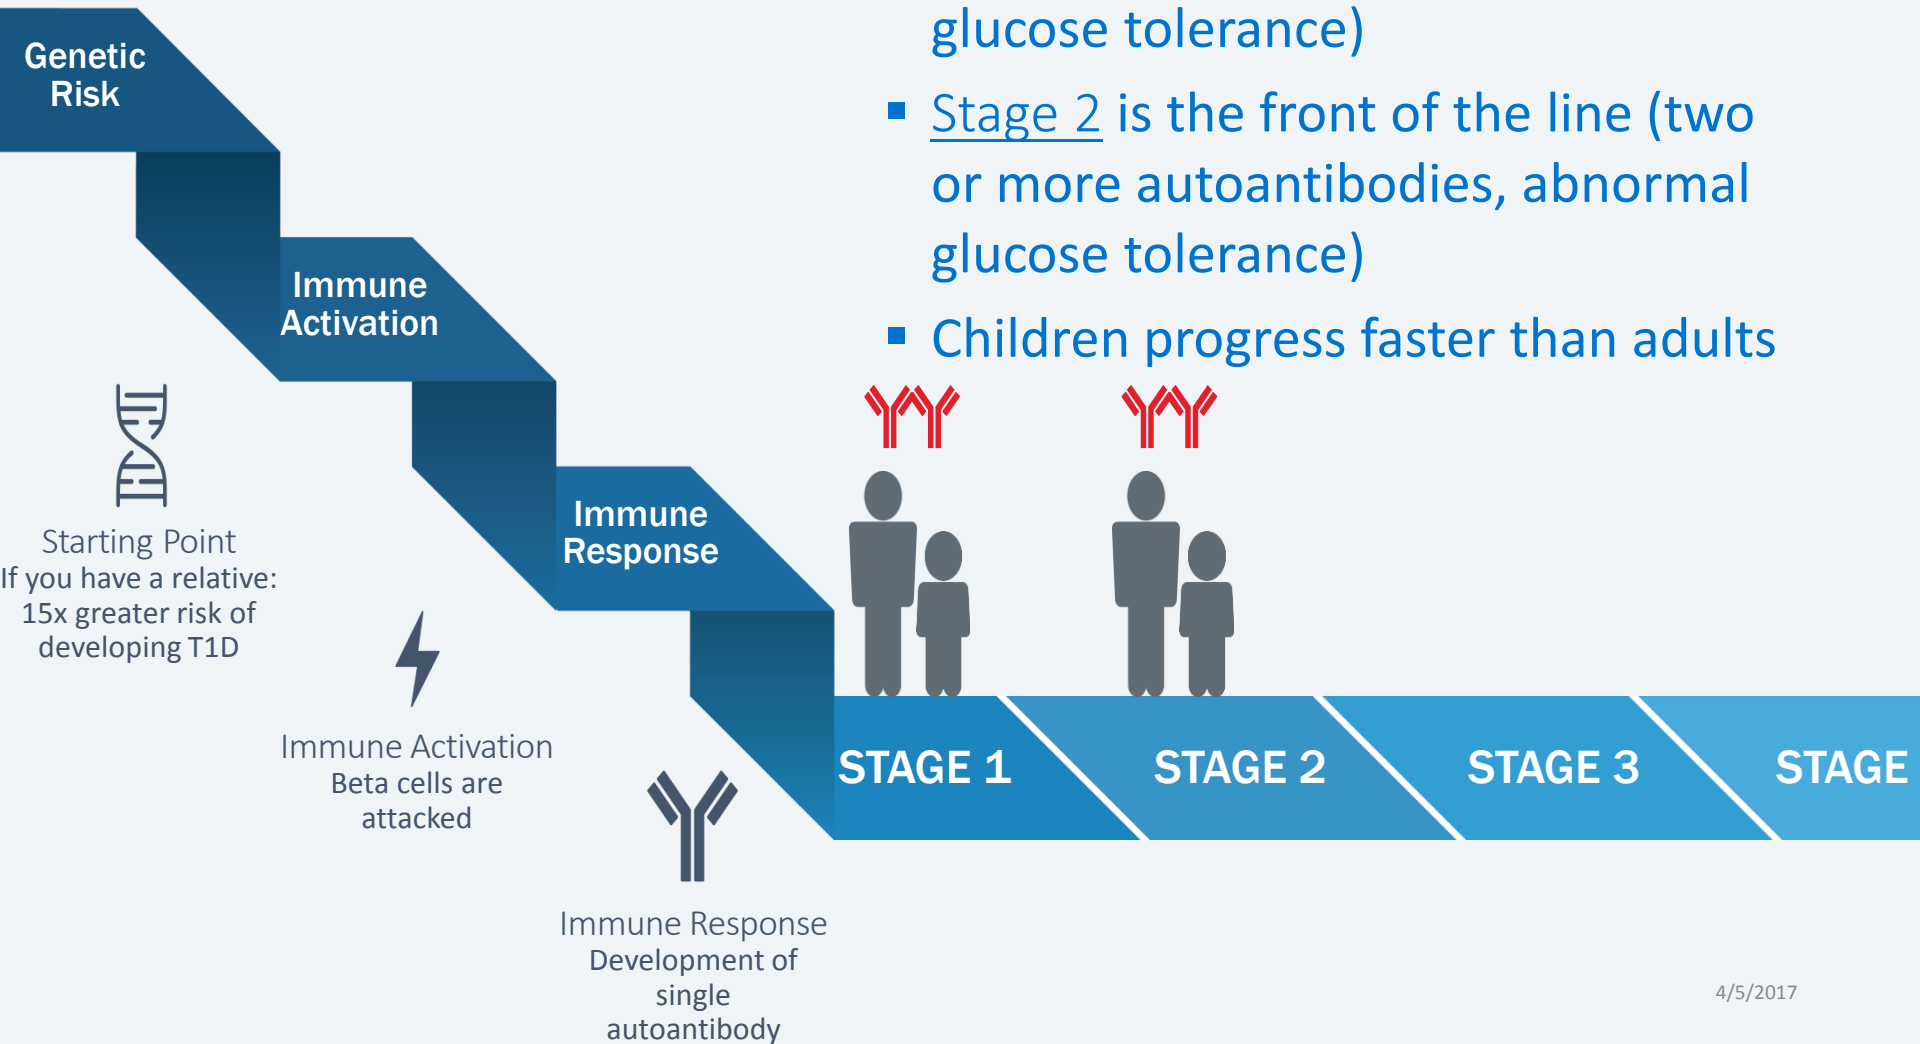 glucose tolerance)
▪ Stage 2 is the front of the line (two
or more autoantibodies, abnormal
glucose tolerance)
▪ Children progress faster than adults
Genetic
Risk
Immune
Activation
Immune
Response
Starting Point
If you have a relative:
15x greater risk of
developing T1D
Immune Activation
Beta cells are
attacked
Immune Response
Development of
single
autoantibody
STAGE 1
STAGE 2
STAGE 3
STAGE
4/5/2017